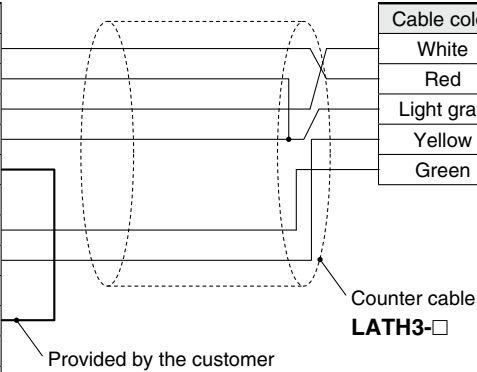 Cable colo
White
Red
Light gra
Yellow
Green
Counter cable
LATH3-□
Provided by the customer